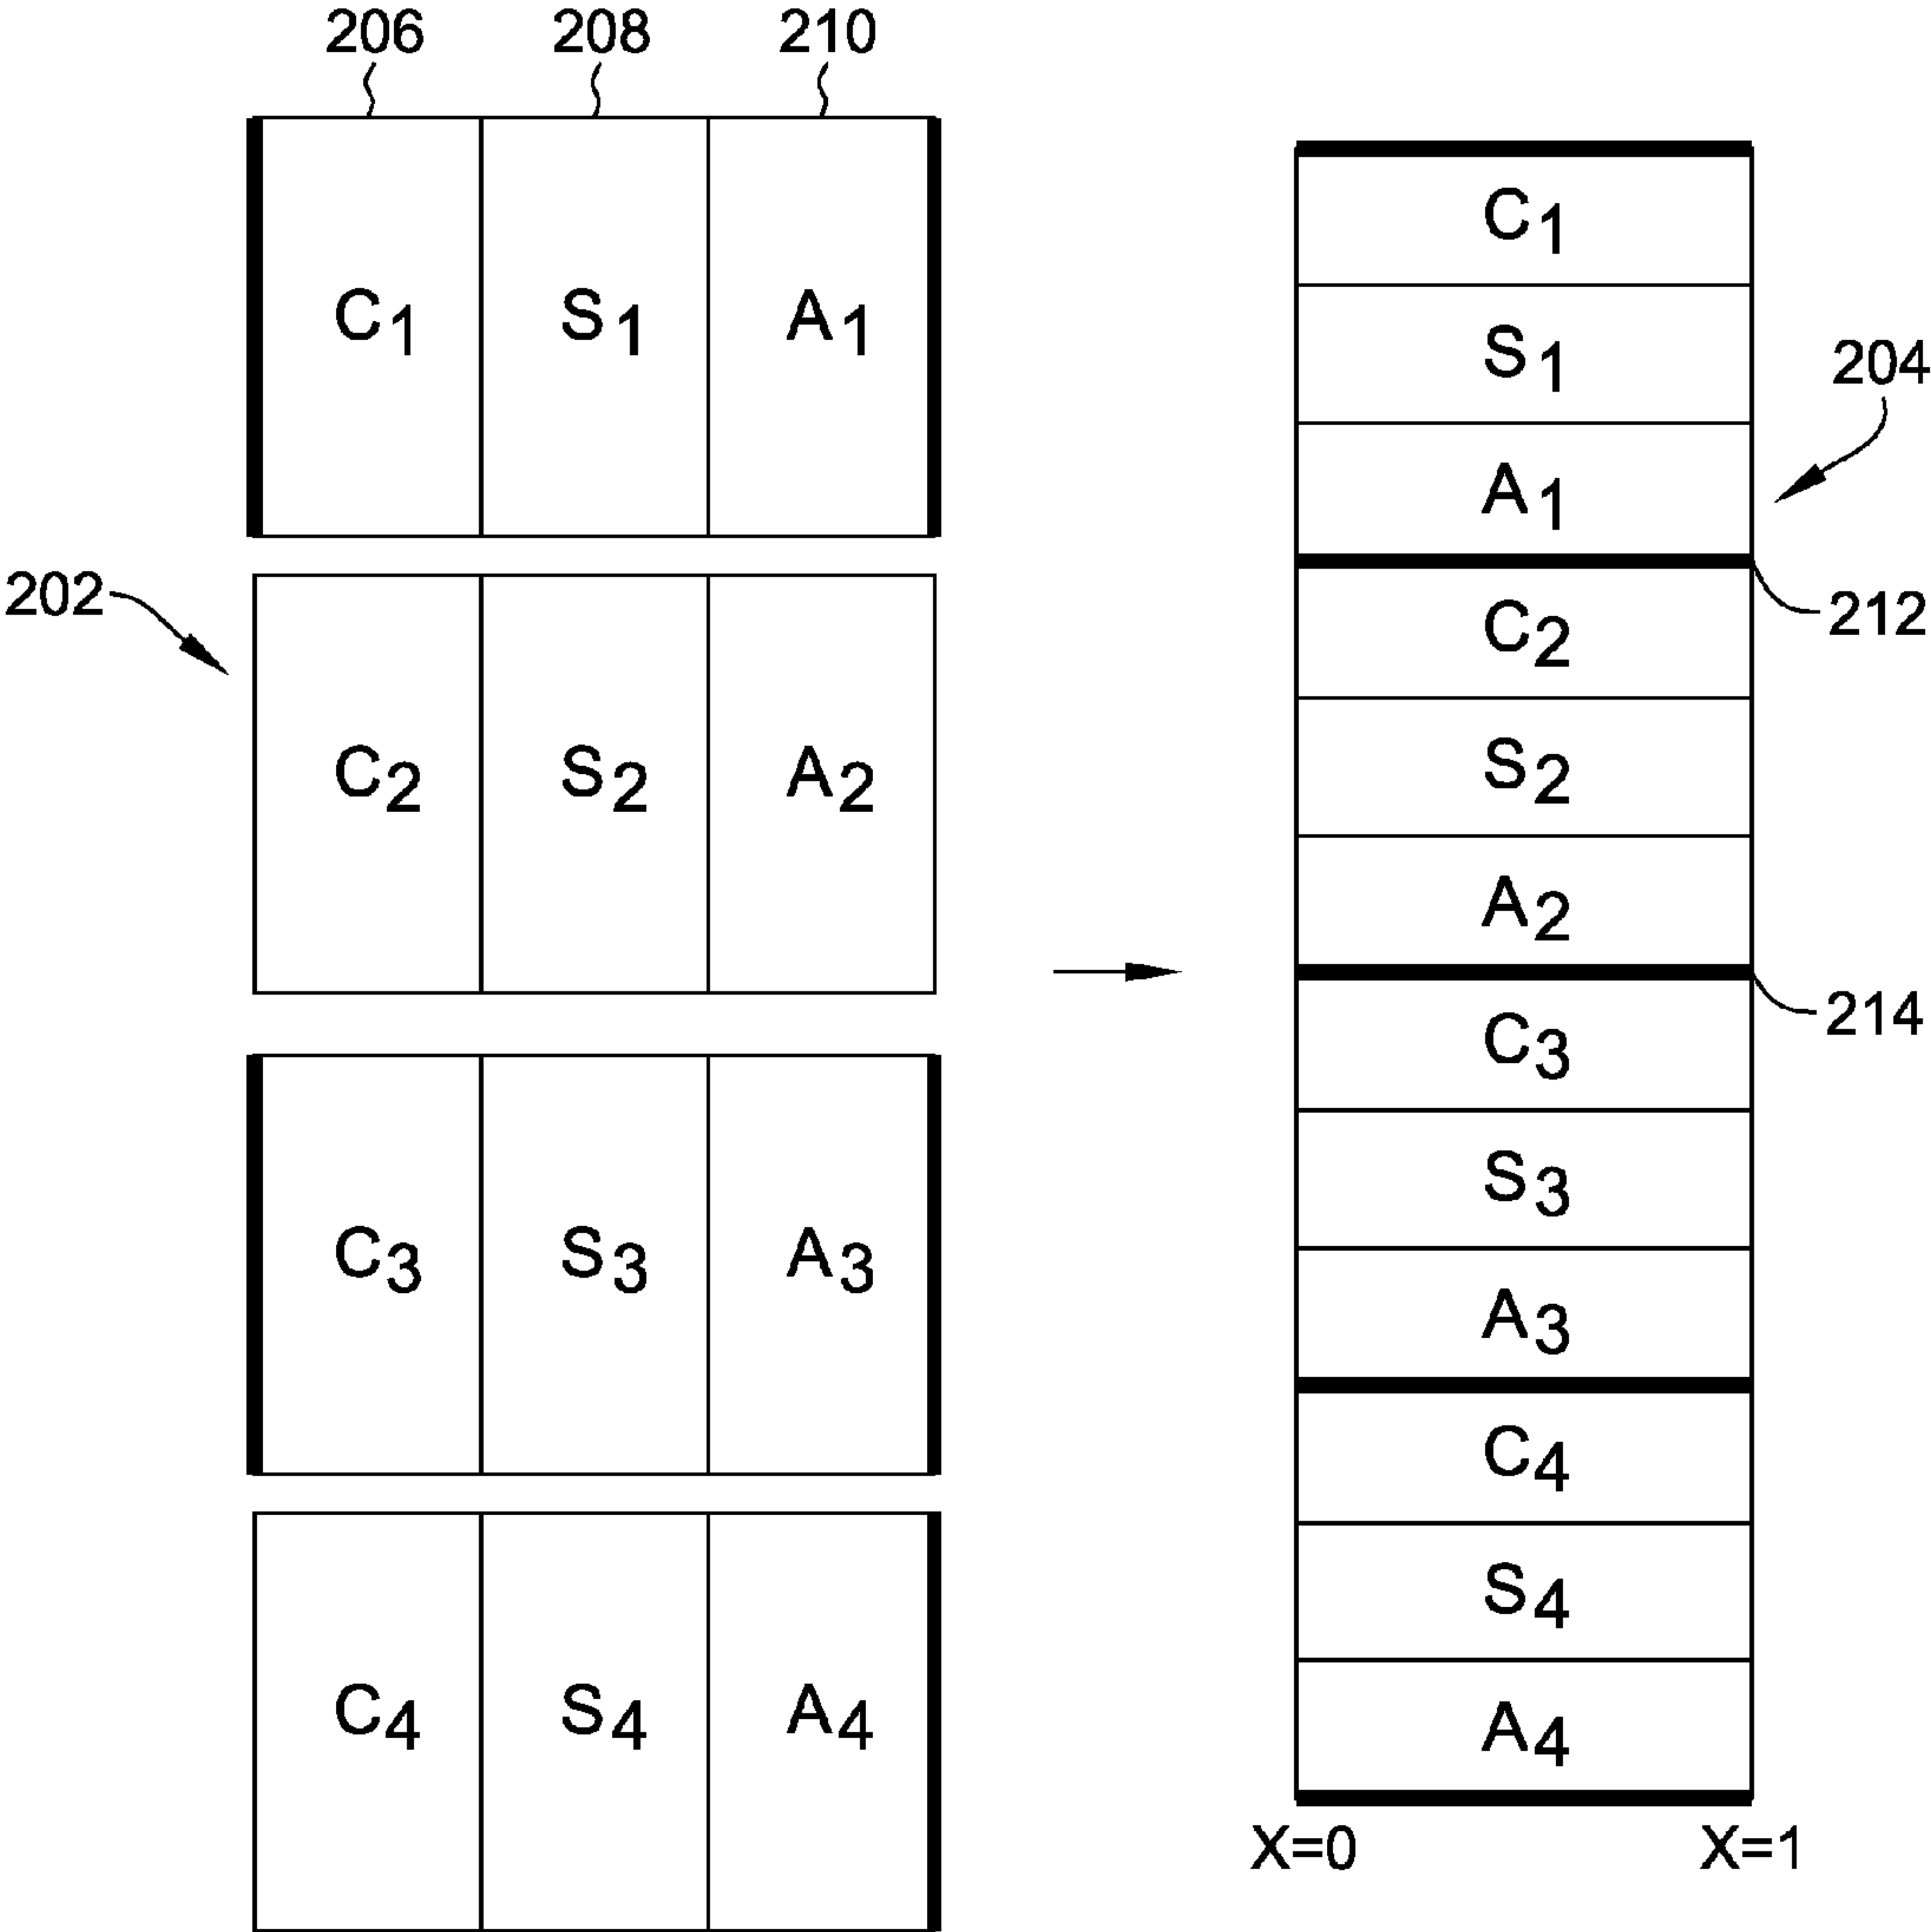 206 208 210
C1 S1 A1
202
C2 S2 A2
C3 S3 A3
C4 S4 A4
C1
S1
204
A1
212
C2
S2
A2
214
C3
S3
A3
C4
S4
A4
X=0 X=1